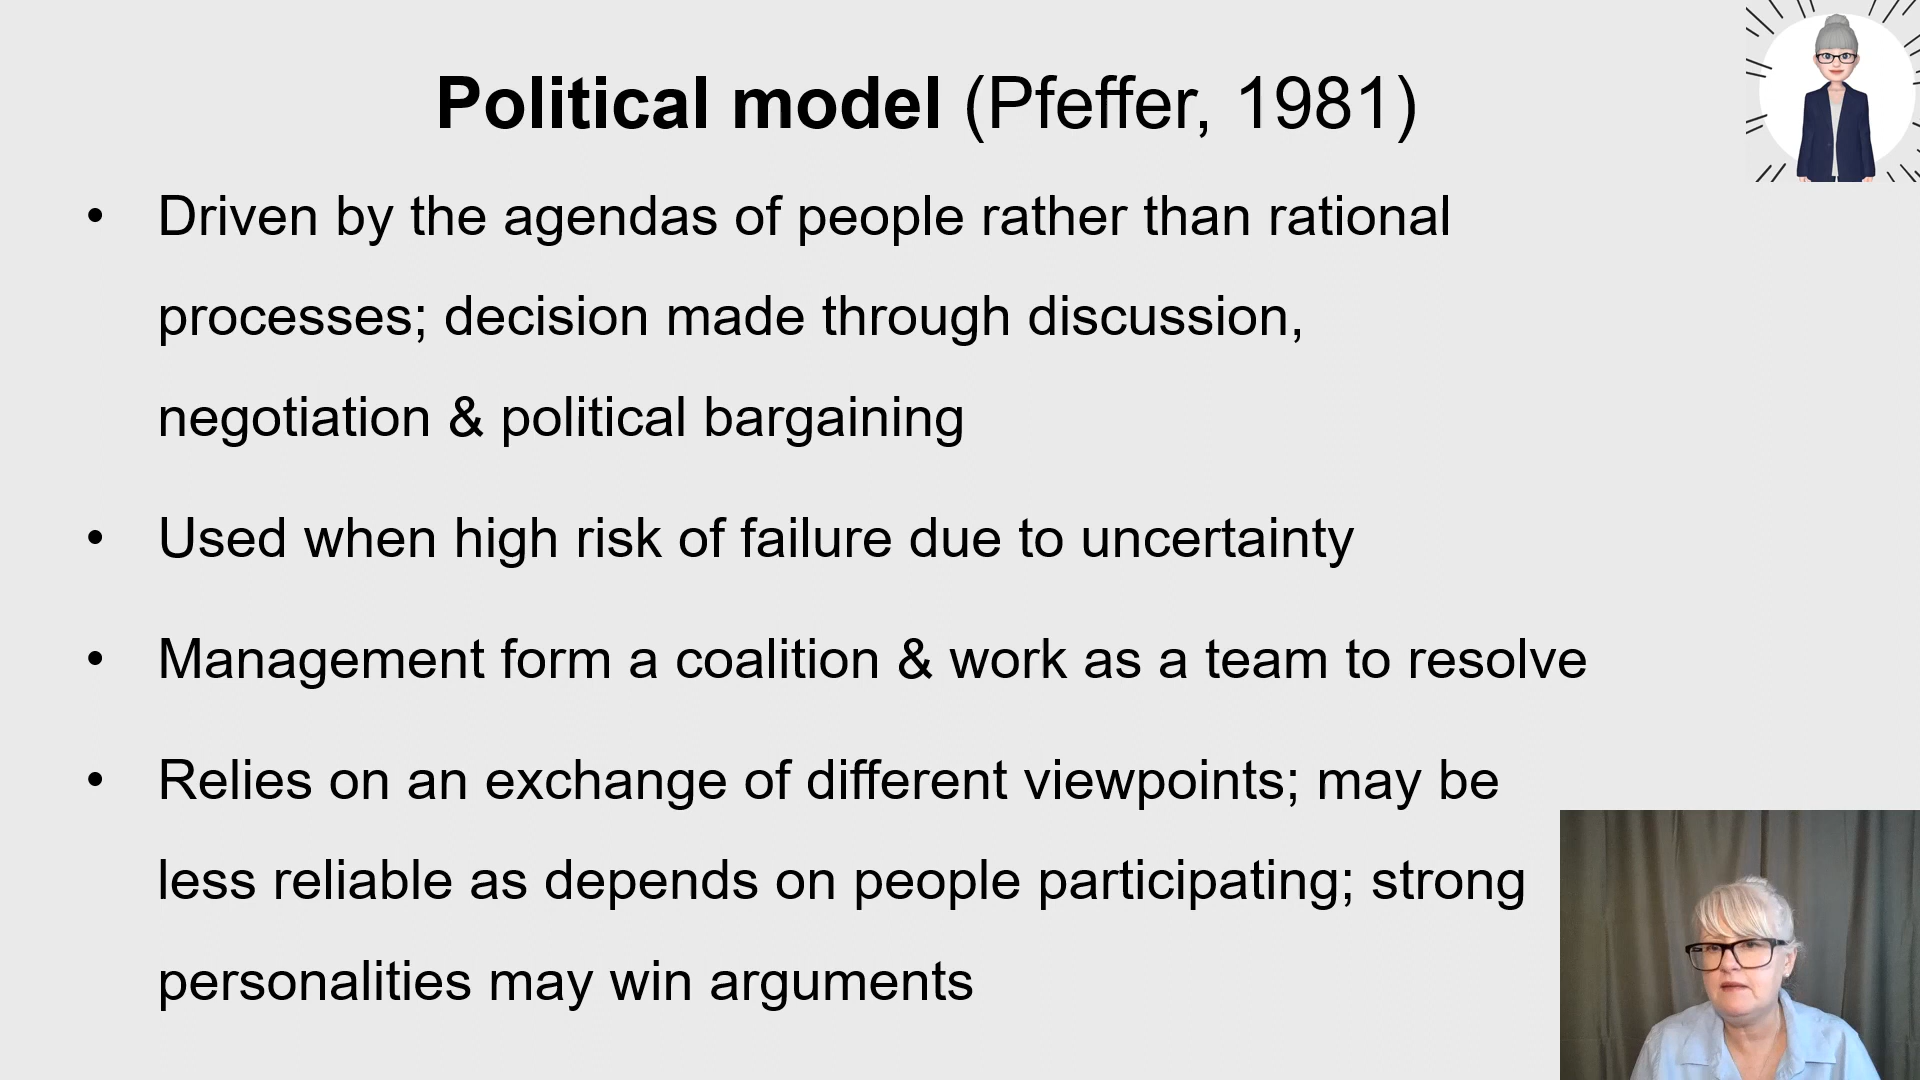 Political model (Pfeffer, 1981)
• Driven by the agendas of people rather than rational
processes; decision made through discussion,
negotiation & political bargaining
• Used when high risk of failure due to uncertainty
• Management form a coalition & work as a team to resolve
• Relies on an exchange of different viewpoints; may be
less reliable as depends on people participating; strong
personalities may win arguments